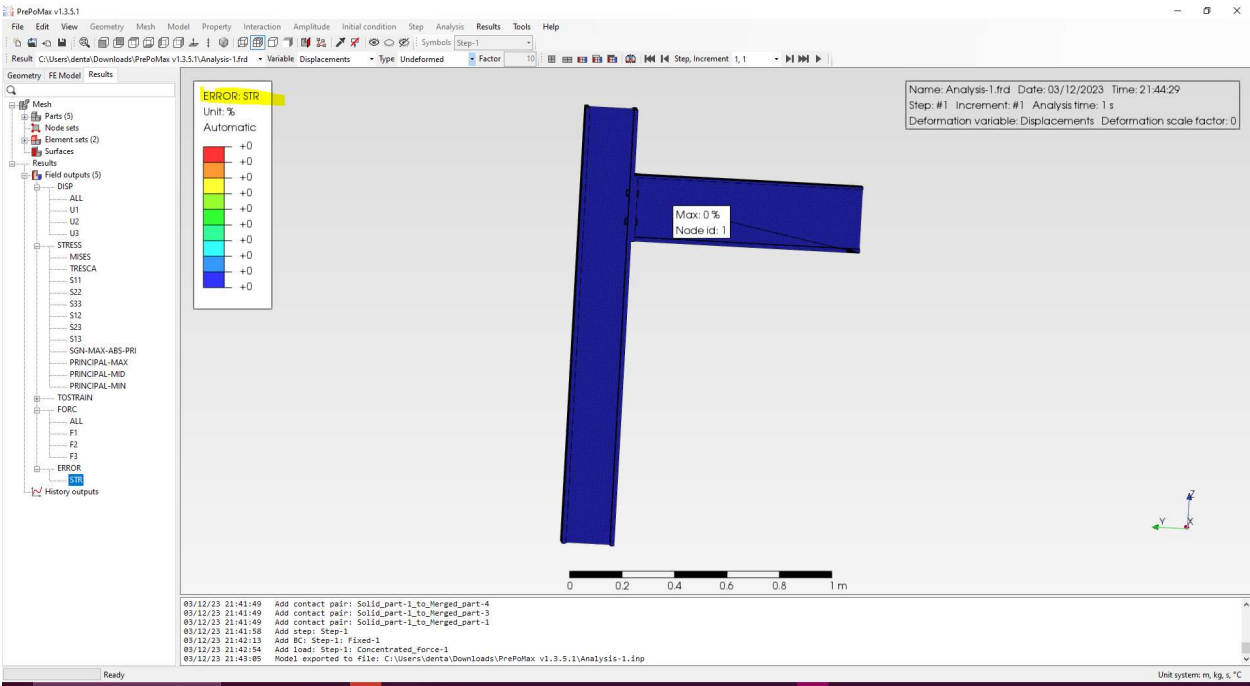 PrePoMax v1.3.5.1
File Edit View Geometry Mesh Model Property Interaction Amplitude Initial condition Step Analysis Results Tools Help
Symbols Step-1
Result C:\Users\denta\Downloads\PrePoMax v1.3.5.1\Analysis-1.frd Variable Displacements Type Undeformed Factor 10 Step, Increment 1, 1
Geometry FE Model Results
Mesh
Parts (5)
Node sets
Element sets (2)
Surfaces
Results
Field outputs (5)
DISP
ALL
U1
U2
U3
STRESS
MISES
TRESCA
S11
S22
S33
S12
S23
S13
SGN-MAX-ABS-PRI
PRINCIPAL-MAX
PRINCIPAL-MID
PRINCIPAL-MIN
TOSTRAIN
FORC
ALL
F1
F2
F3
ERROR
STR
History outputs
ERROR: STR
Unit: %
Automatic
+0
+0
+0
+0
+0
+0
+0
+0
+0
+0
Name: Analysis-1.frd Date: 03/12/2023 Time: 21:44:29
Step: #1 Increment: #1 Analysis time: 1 s
Deformation variable: Displacements Deformation scale factor: 0
Max: 0 %
Node id: 1
Z
Y X
0 0.2 0.4 0.6 0.8 1 m
03/12/23 21:41:49 Add contact pair: Solid_part-1_to_Merged_part-4
03/12/23 21:41:49 Add contact pair: Solid_part-1_to_Merged_part-3
03/12/23 21:41:49 Add contact pair: Solid_part-1_to_Merged_part-1
03/12/23 21:41:58 Add step: Step-1
03/12/23 21:42:13 Add BC: Step-1: Fixed-1
03/12/23 21:42:54 Add load: Step-1: Concentrated_force-1
03/12/23 21:43:05 Model exported to file: C:\Users\denta\Downloads\PrePoMax v1.3.5.1\Analysis-1.inp
Ready
Unit system: m, kg, s, °C